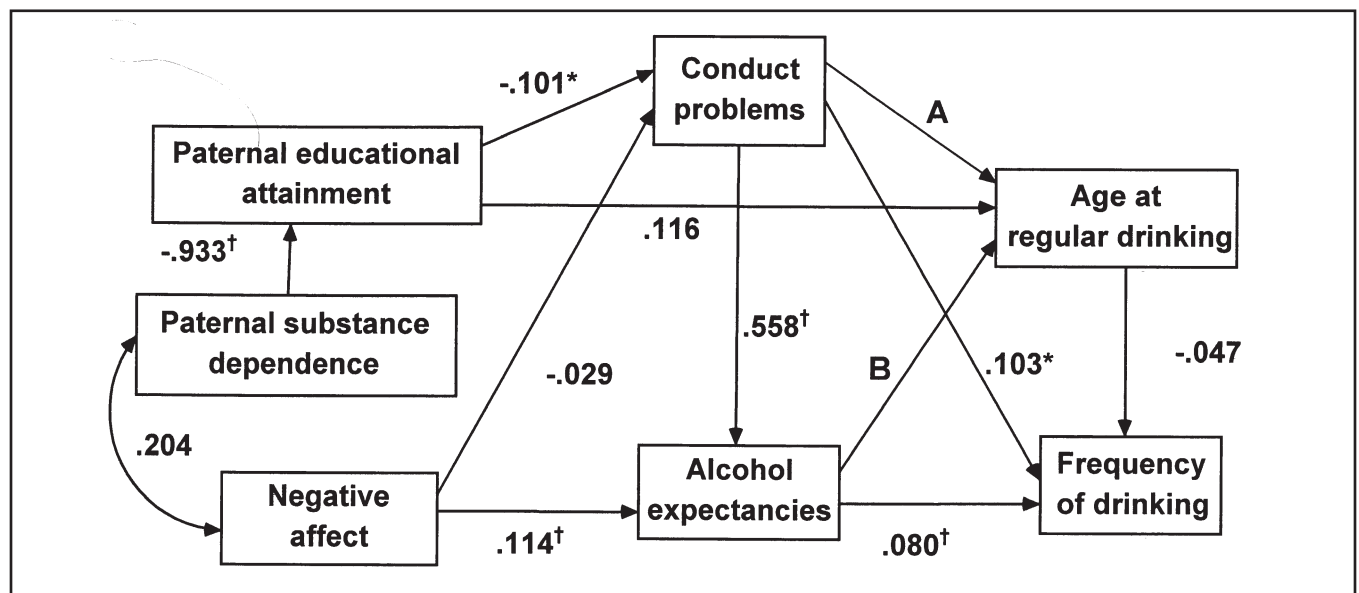 Conduct
problems
-.101*
A
Paternal educational
attainment
Age at
regular drinking
.116
-.933†
Paternal substance
dependence
.558†
-.029
B
.103*
-.047
.204
Negative
affect
Alcohol
expectancies
Frequency
of drinking
.114†
.080†